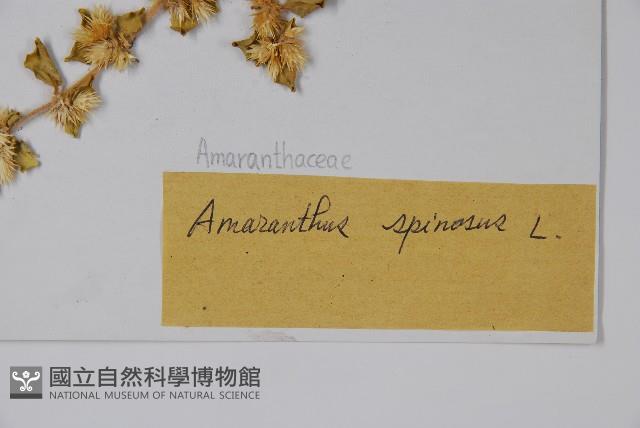 Amaranthaceae
Amaranthus spinosus L.
國立自然科學博物館
NATIONAL MUSEUM OF NATURAL SCIENCE